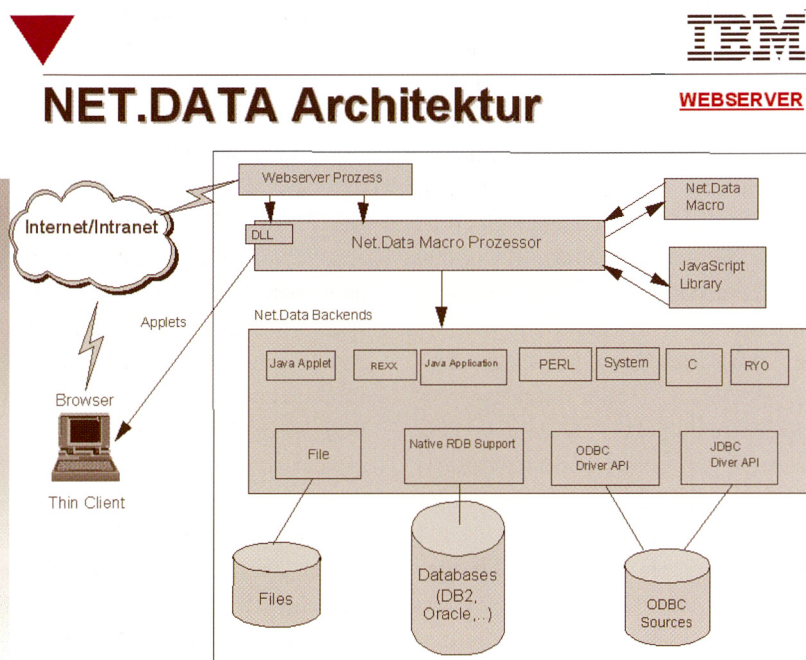 IBM
NET.DATA Architektur
WEBSERVER
Webserver Prozess
Internet/Intranet
DLL
Net.Data Macro Prozessor
Net.Data
Macro
JavaScript
Library
Applets
Net.Data Backends
Java Applet
REXX
Java Application
PERL
System
C
RYO
Browser
File
Native RDB Support
ODBC
Driver API
JDBC
Diver API
Thin Client
Files
Databases
(DB2,
Oracle,..)
ODBC
Sources